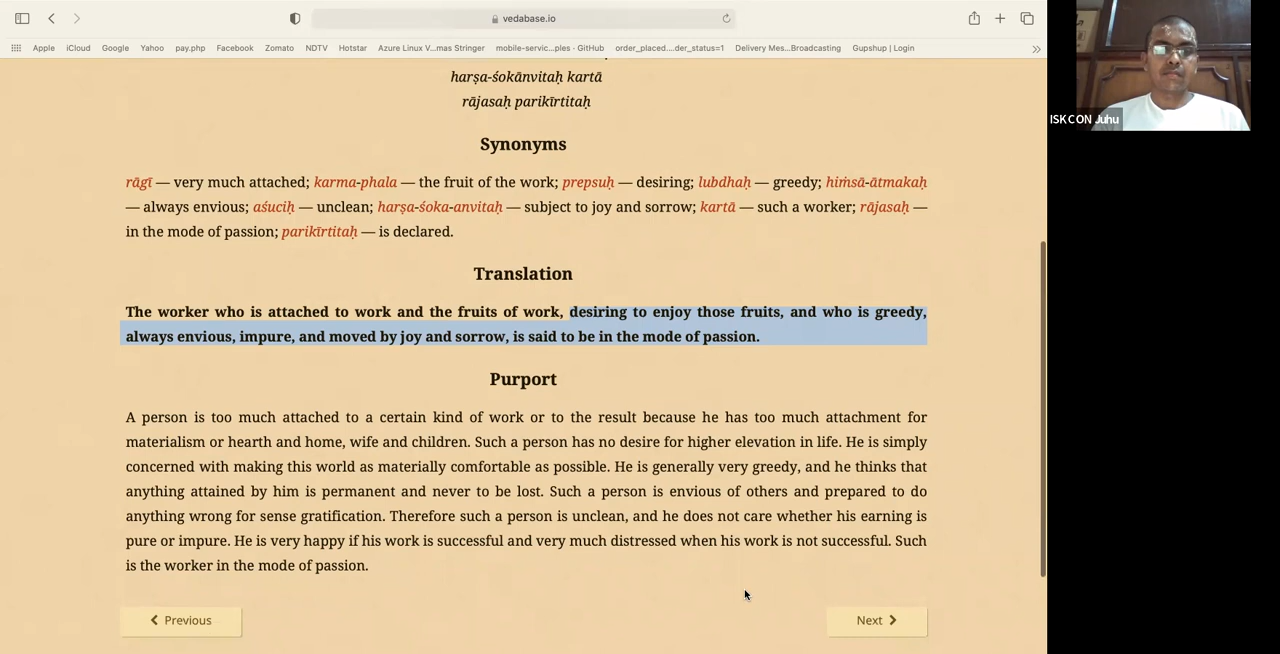 vedabase.io
Apple iCloud Google Yahoo pay.php Facebook Zomato NDTV Hotstar Azure Linux V...mas Stringer mobile-servic...ples · GitHub order_placed....der_status=1 Delivery Mes...Broadcasting Gupshup | Login
harṣa-śokānvitaḥ kartā
rājasaḥ parikīrtitaḥ
Synonyms
rāgī — very much attached; karma-phala — the fruit of the work; prepsuḥ — desiring; lubdhaḥ — greedy; hiṁsā-ātmakaḥ
— always envious; aśuciḥ — unclean; harṣa-śoka-anvitaḥ — subject to joy and sorrow; kartā — such a worker; rājasaḥ —
in the mode of passion; parikīrtitaḥ — is declared.
Translation
The worker who is attached to work and the fruits of work, desiring to enjoy those fruits, and who is greedy,
always envious, impure, and moved by joy and sorrow, is said to be in the mode of passion.
Purport
A person is too much attached to a certain kind of work or to the result because he has too much attachment for
materialism or hearth and home, wife and children. Such a person has no desire for higher elevation in life. He is simply
concerned with making this world as materially comfortable as possible. He is generally very greedy, and he thinks that
anything attained by him is permanent and never to be lost. Such a person is envious of others and prepared to do
anything wrong for sense gratification. Therefore such a person is unclean, and he does not care whether his earning is
pure or impure. He is very happy if his work is successful and very much distressed when his work is not successful. Such
is the worker in the mode of passion.
Previous
Next
ISKCON Juhu